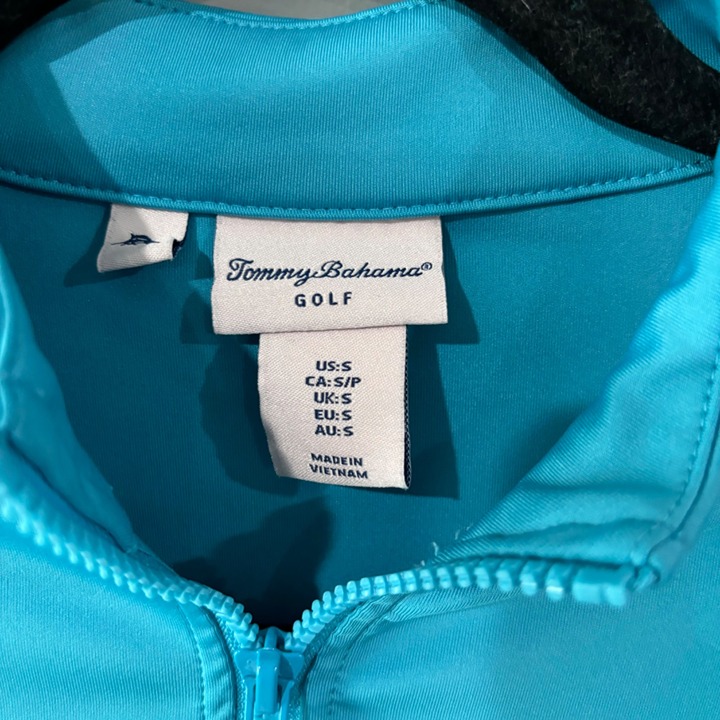 Tommy Bahama®
GOLF
US:S
CA:S/P
UK:S
EU:S
AU:S
MADE IN
VIETNAM